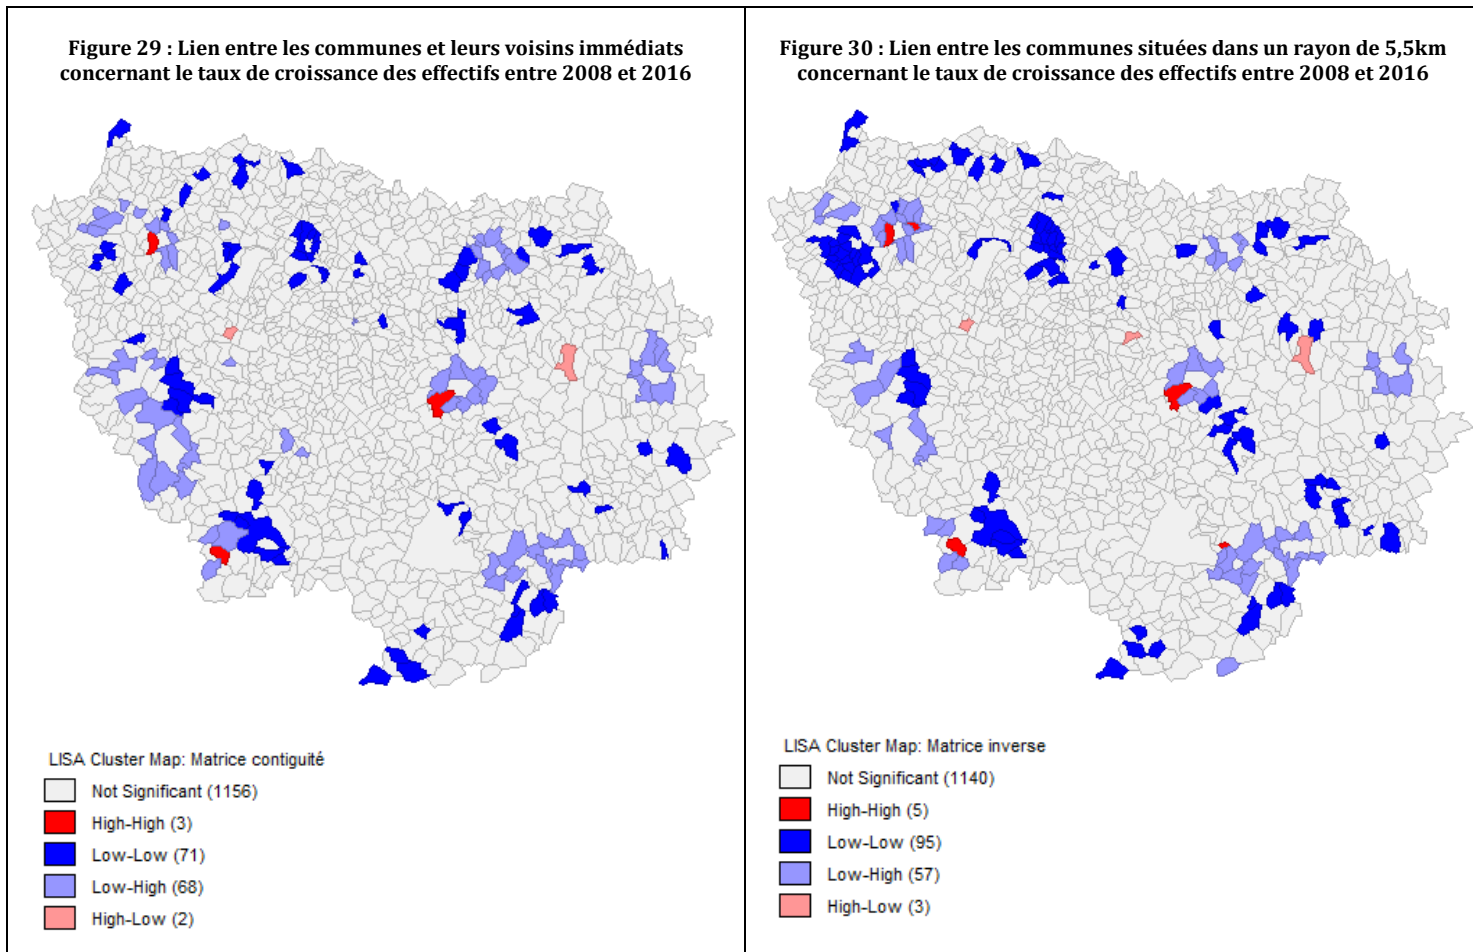 Figure 29 : Lien entre les communes et leurs voisins immédiats
concernant le taux de croissance des effectifs entre 2008 et 2016
LISA Cluster Map: Matrice contiguité
Not Significant (1156)
High-High (3)
Low-Low (71)
Low-High (68)
High-Low (2)
Figure 30 : Lien entre les communes situées dans un rayon de 5,5km
concernant le taux de croissance des effectifs entre 2008 et 2016
LISA Cluster Map: Matrice inverse
Not Significant (1140)
High-High (5)
Low-Low (95)
Low-High (57)
High-Low (3)